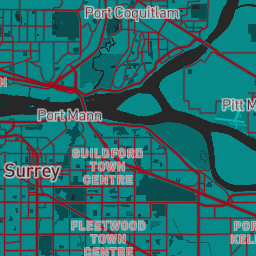 Port Coquitlam
N
Pitt M
Port Mann
GUILDFORD
TOWN
CENTRE
Surrey
FLEETWOOD
TOWN
CENTRE
POR
KEL